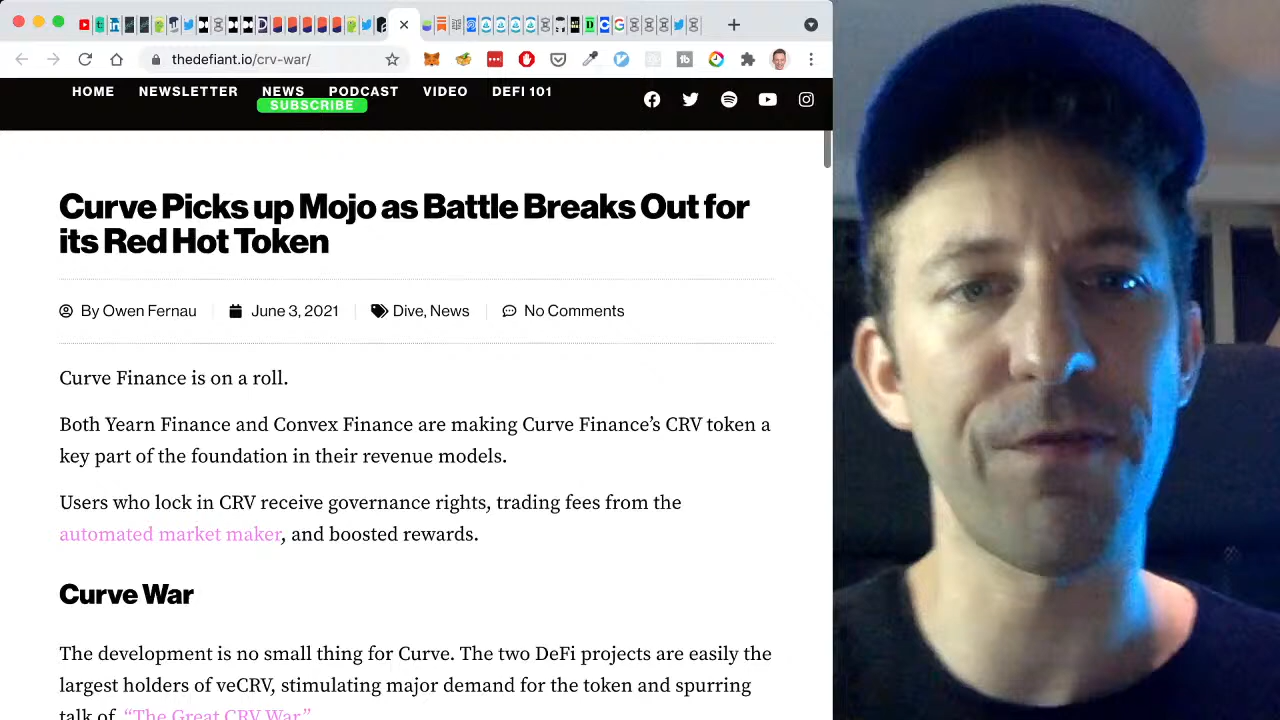 thedefiant.io/crv-war/
HOME NEWSLETTER NEWS PODCAST VIDEO DEFI 101
SUBSCRIBE
Curve Picks up Mojo as Battle Breaks Out for
its Red Hot Token
By Owen Fernau June 3, 2021 Dive, News No Comments
Curve Finance is on a roll.
Both Yearn Finance and Convex Finance are making Curve Finance’s CRV token a
key part of the foundation in their revenue models.
Users who lock in CRV receive governance rights, trading fees from the
automated market maker, and boosted rewards.
Curve War
The development is no small thing for Curve. The two DeFi projects are easily the
largest holders of veCRV, stimulating major demand for the token and spurring
talk of “The Great CRV War.”